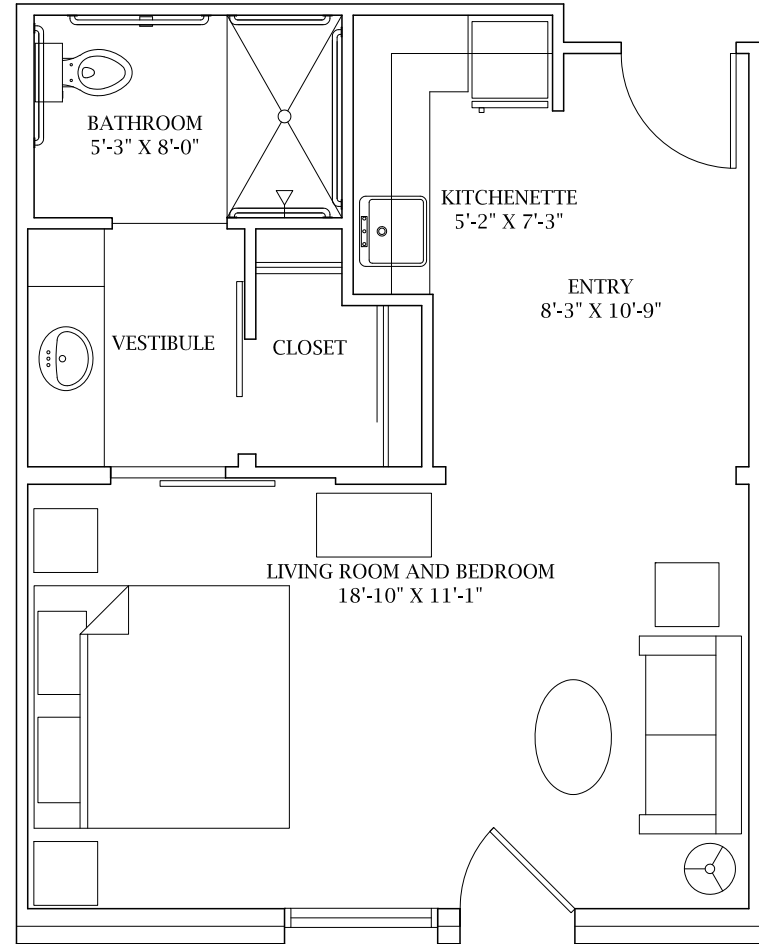 BATHROOM
5'-3" X 8'-0"
KITCHENETTE
5'-2" X 7'-3"
ENTRY
8'-3" X 10'-9"
VESTIBULE
CLOSET
LIVING ROOM AND BEDROOM
18'-10" X 11'-1"